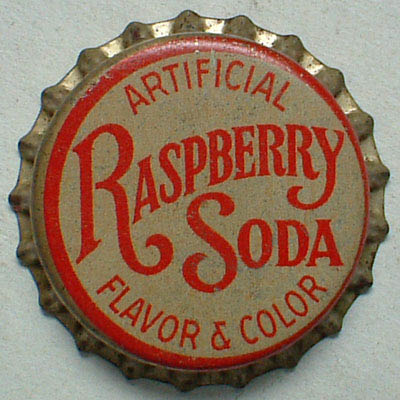 ARTIFICIAL
RASPBERRY
SODA
FLAVOR & COLOR